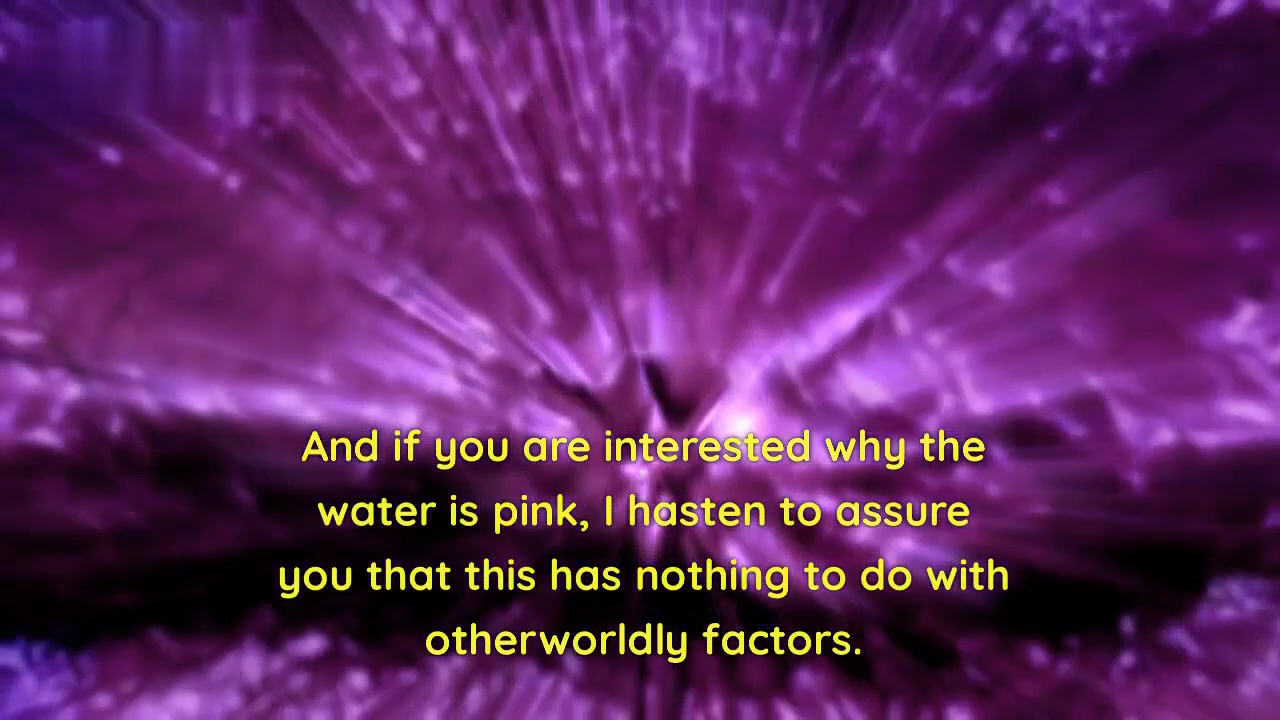 And if you are interested why the
water is pink, I hasten to assure
you that this has nothing to do with
otherworldly factors.